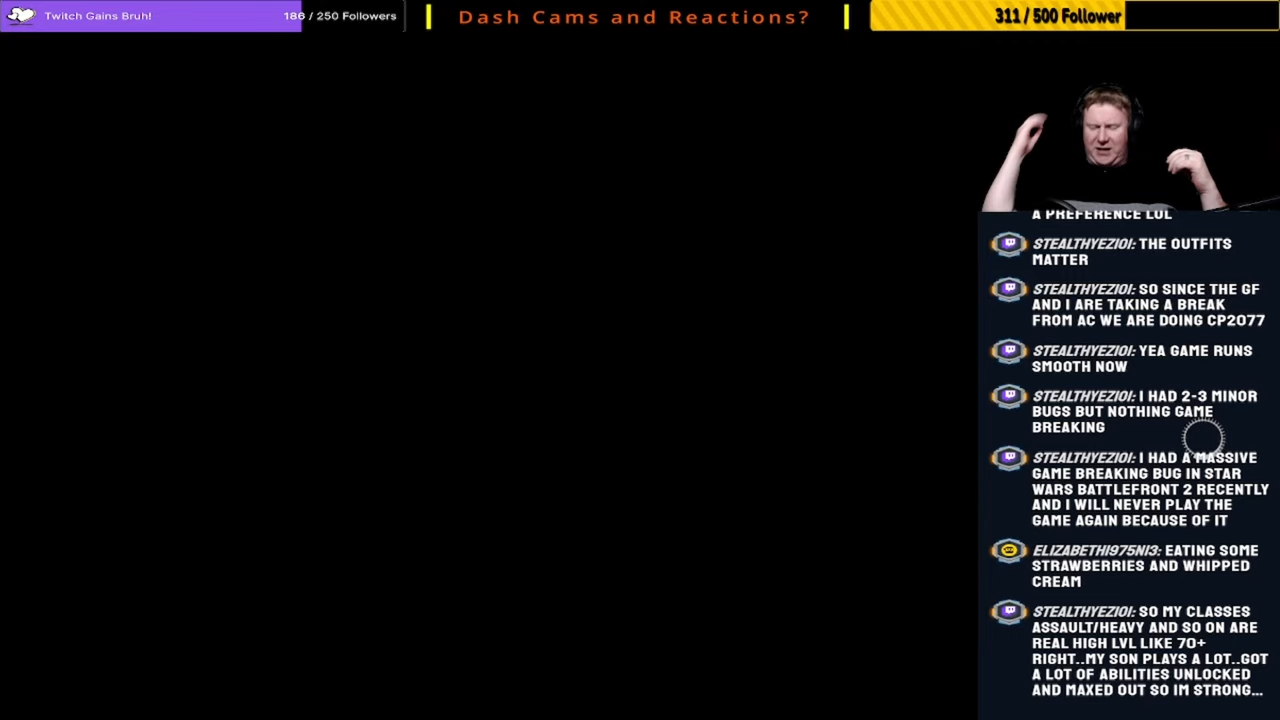 Twitch Gains Bruh! 186 / 250 Followers
Dash Cams and Reactions?
311 / 500 Follower
A PREFERENCE LOL
STEALTHYEZIO1: THE OUTFITS
MATTER
STEALTHYEZIO1: SO SINCE THE GF
AND I ARE TAKING A BREAK
FROM AC WE ARE DOING CP2077
STEALTHYEZIO1: YEA GAME RUNS
SMOOTH NOW
STEALTHYEZIO1: I HAD 2-3 MINOR
BUGS BUT NOTHING GAME
BREAKING
STEALTHYEZIO1: I HAD A MASSIVE
GAME BREAKING BUG IN STAR
WARS BATTLEFRONT 2 RECENTLY
AND I WILL NEVER PLAY THE
GAME AGAIN BECAUSE OF IT
ELIZABETH1975N13: EATING SOME
STRAWBERRIES AND WHIPPED
CREAM
STEALTHYEZIO1: SO MY CLASSES
ASSAULT/HEAVY AND SO ON ARE
REAL HIGH LVL LIKE 70+
RIGHT..MY SON PLAYS A LOT..GOT
A LOT OF ABILITIES UNLOCKED
AND MAXED OUT SO IM STRONG...